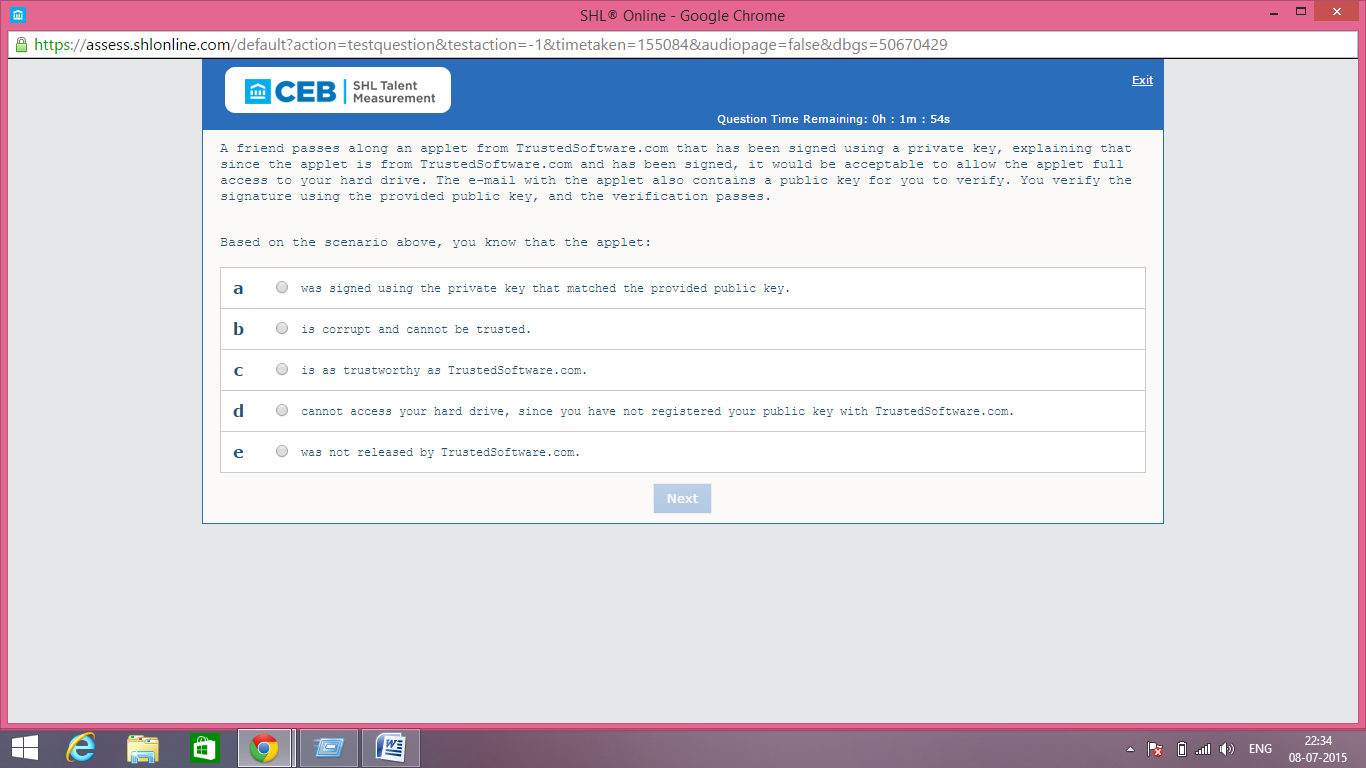 SHL® Online - Google Chrome
https://assess.shlonline.com/default?action=testquestion&testaction=-1&timetaken=155084&audiopage=false&dbgs=50670429
CEB SHL Talent
Measurement
Exit
Question Time Remaining: 0h : 1m : 54s
A friend passes along an applet from TrustedSoftware.com that has been signed using a private key, explaining that
since the applet is from TrustedSoftware.com and has been signed, it would be acceptable to allow the applet full
access to your hard drive. The e-mail with the applet also contains a public key for you to verify. You verify the
signature using the provided public key, and the verification passes.
Based on the scenario above, you know that the applet:
a was signed using the private key that matched the provided public key.
b is corrupt and cannot be trusted.
c is as trustworthy as TrustedSoftware.com.
d cannot access your hard drive, since you have not registered your public key with TrustedSoftware.com.
e was not released by TrustedSoftware.com.
Next
ENG
22:34
08-07-2015